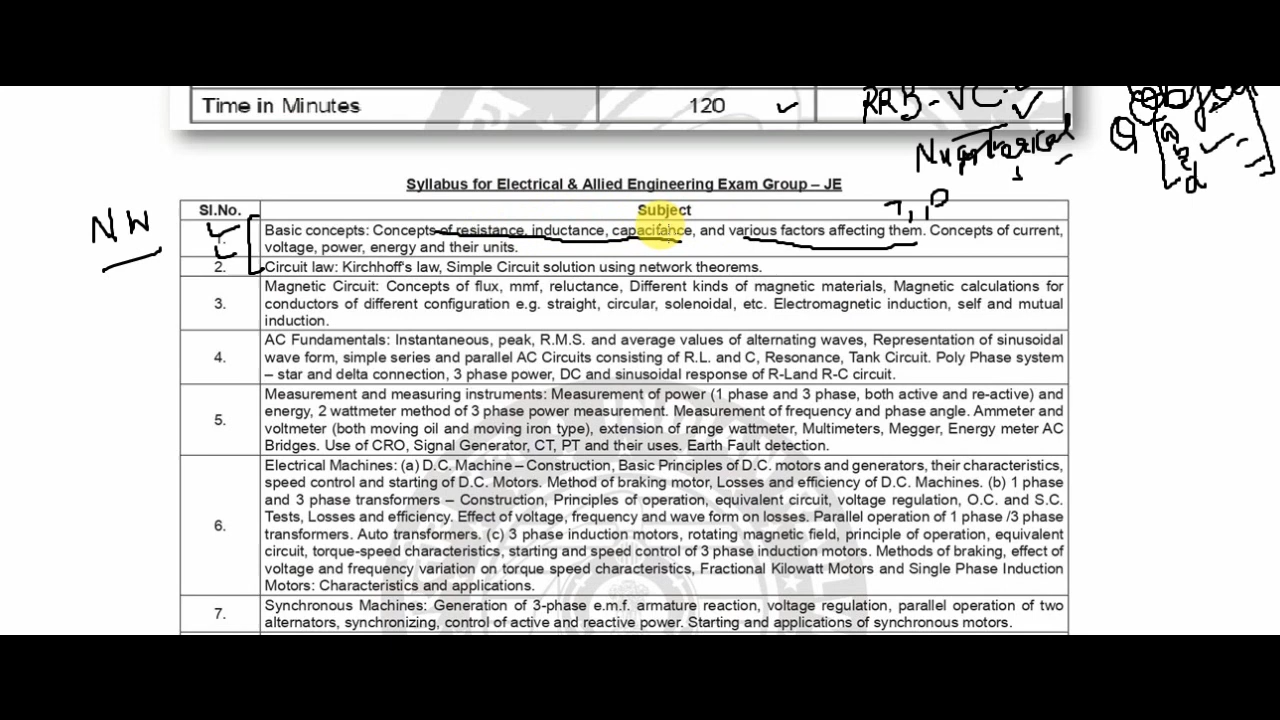 Time in Minutes 120 RRB - JE
Numerical
Q a
b
d
Syllabus for Electrical & Allied Engineering Exam Group – JE
Sl.No. Subject
NW
1. Basic concepts: Concepts of resistance, inductance, capacitance, and various factors affecting them. Concepts of current,
voltage, power, energy and their units.
2. Circuit law: Kirchhoff's law, Simple Circuit solution using network theorems.
3. Magnetic Circuit: Concepts of flux, mmf, reluctance, Different kinds of magnetic materials, Magnetic calculations for
conductors of different configuration e.g. straight, circular, solenoidal, etc. Electromagnetic induction, self and mutual
induction.
4. AC Fundamentals: Instantaneous, peak, R.M.S. and average values of alternating waves, Representation of sinusoidal
wave form, simple series and parallel AC Circuits consisting of R.L. and C, Resonance, Tank Circuit. Poly Phase system
– star and delta connection, 3 phase power, DC and sinusoidal response of R-Land R-C circuit.
5. Measurement and measuring instruments: Measurement of power (1 phase and 3 phase, both active and re-active) and
energy, 2 wattmeter method of 3 phase power measurement. Measurement of frequency and phase angle. Ammeter and
voltmeter (both moving oil and moving iron type), extension of range wattmeter, Multimeters, Megger, Energy meter AC
Bridges. Use of CRO, Signal Generator, CT, PT and their uses. Earth Fault detection.
6. Electrical Machines: (a) D.C. Machine – Construction, Basic Principles of D.C. motors and generators, their characteristics,
speed control and starting of D.C. Motors. Method of braking motor, Losses and efficiency of D.C. Machines. (b) 1 phase
and 3 phase transformers – Construction, Principles of operation, equivalent circuit, voltage regulation, O.C. and S.C.
Tests, Losses and efficiency. Effect of voltage, frequency and wave form on losses. Parallel operation of 1 phase /3 phase
transformers. Auto transformers. (c) 3 phase induction motors, rotating magnetic field, principle of operation, equivalent
circuit, torque-speed characteristics, starting and speed control of 3 phase induction motors. Methods of braking, effect of
voltage and frequency variation on torque speed characteristics, Fractional Kilowatt Motors and Single Phase Induction
Motors: Characteristics and applications.
7. Synchronous Machines: Generation of 3-phase e.m.f. armature reaction, voltage regulation, parallel operation of two
alternators, synchronizing, control of active and reactive power. Starting and applications of synchronous motors.